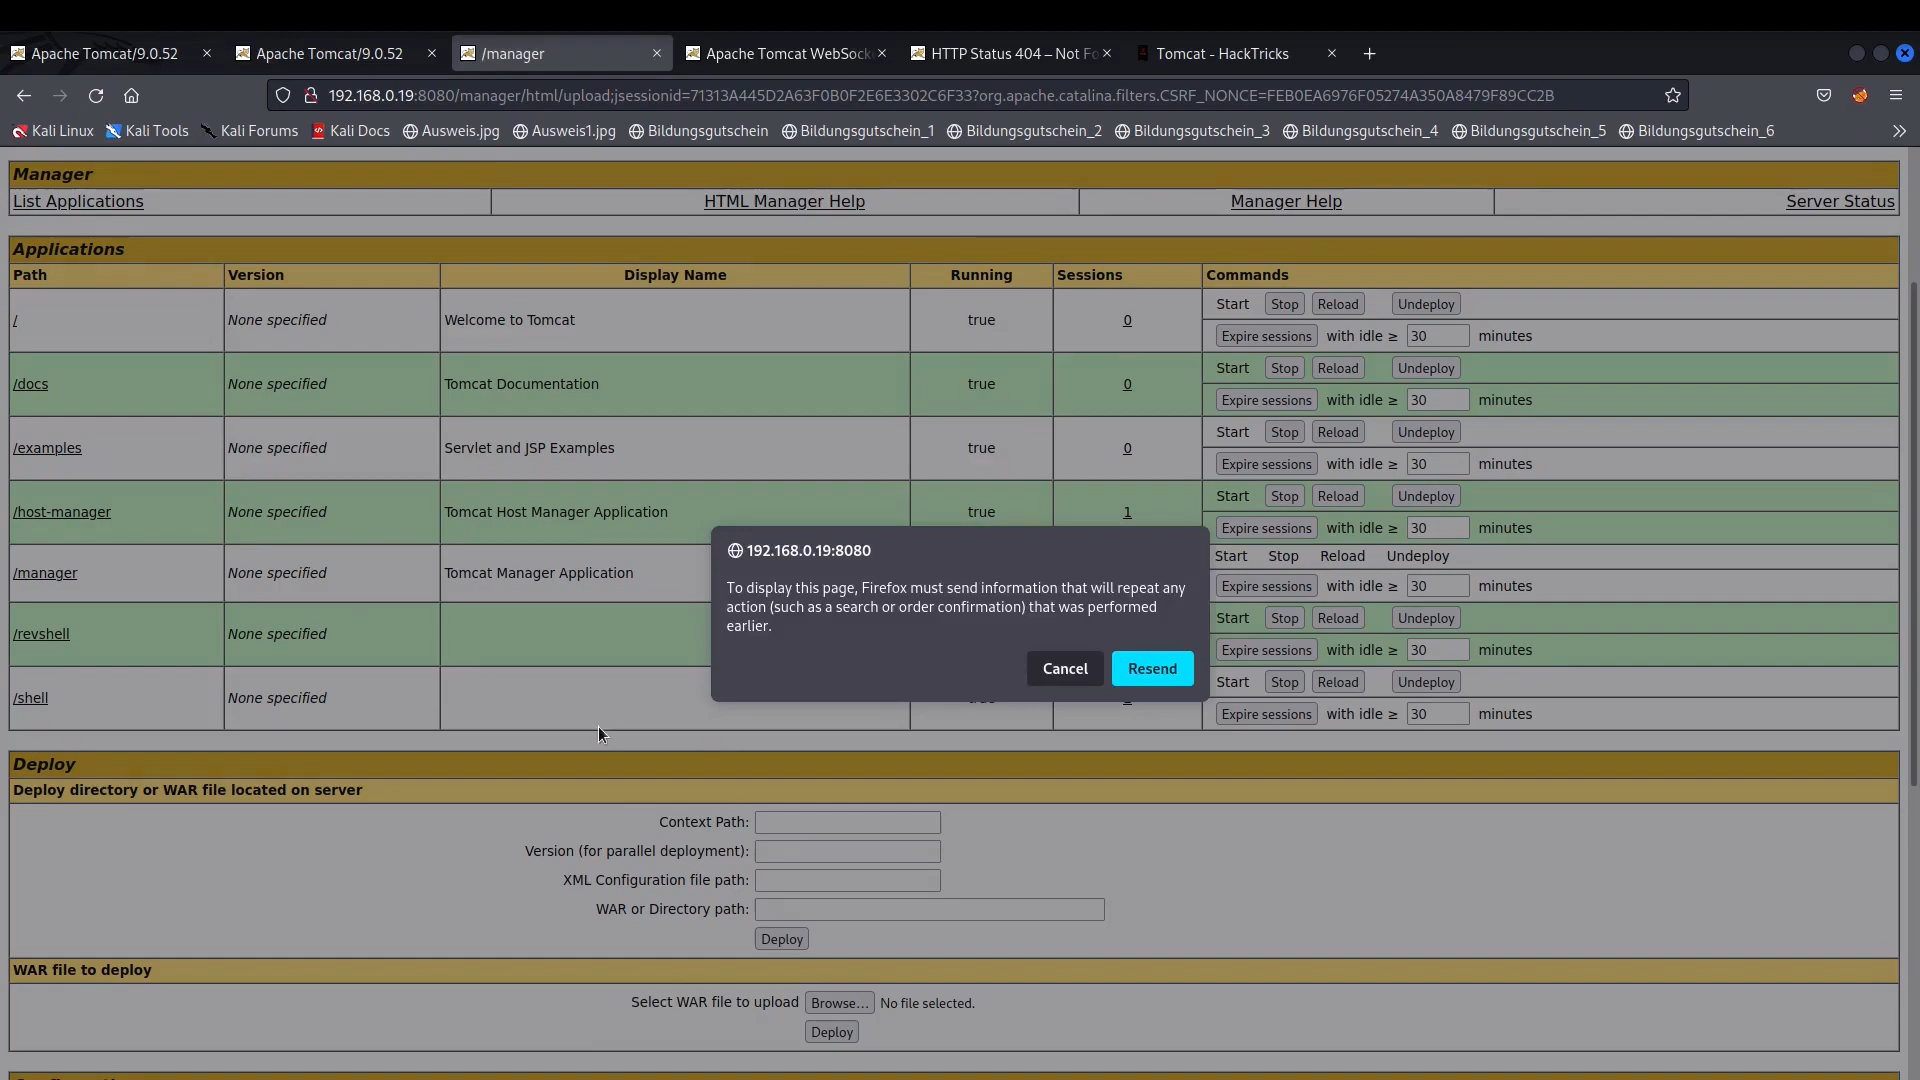 Apache Tomcat/9.0.52
Apache Tomcat/9.0.52
/manager
Apache Tomcat WebSock
HTTP Status 404 – Not Fo
Tomcat - HackTricks
192.168.0.19:8080/manager/html/upload;jsessionid=71313A445D2A63F0B0F2E6E3302C6F33?org.apache.catalina.filters.CSRF_NONCE=FEB0EA6976F05274A350A8479F89CC2B
Kali Linux Kali Tools Kali Forums Kali Docs Ausweis.jpg Ausweis1.jpg Bildungsgutschein Bildungsgutschein_1 Bildungsgutschein_2 Bildungsgutschein_3 Bildungsgutschein_4 Bildungsgutschein_5 Bildungsgutschein_6
Manager
List Applications HTML Manager Help Manager Help Server Status
Applications
Path Version Display Name Running Sessions Commands
/ None specified Welcome to Tomcat true 0 Start Stop Reload Undeploy
Expire sessions with idle ≥ 30 minutes
/docs None specified Tomcat Documentation true 0 Start Stop Reload Undeploy
Expire sessions with idle ≥ 30 minutes
/examples None specified Servlet and JSP Examples true 0 Start Stop Reload Undeploy
Expire sessions with idle ≥ 30 minutes
/host-manager None specified Tomcat Host Manager Application true 1 Start Stop Reload Undeploy
Expire sessions with idle ≥ 30 minutes
/manager None specified Tomcat Manager Application Start Stop Reload Undeploy
Expire sessions with idle ≥ 30 minutes
/revshell None specified Start Stop Reload Undeploy
Expire sessions with idle ≥ 30 minutes
/shell None specified Start Stop Reload Undeploy
Expire sessions with idle ≥ 30 minutes
192.168.0.19:8080
To display this page, Firefox must send information that will repeat any
action (such as a search or order confirmation) that was performed
earlier.
Cancel Resend
Deploy
Deploy directory or WAR file located on server
Context Path:
Version (for parallel deployment):
XML Configuration file path:
WAR or Directory path:
Deploy
WAR file to deploy
Select WAR file to upload Browse... No file selected.
Deploy